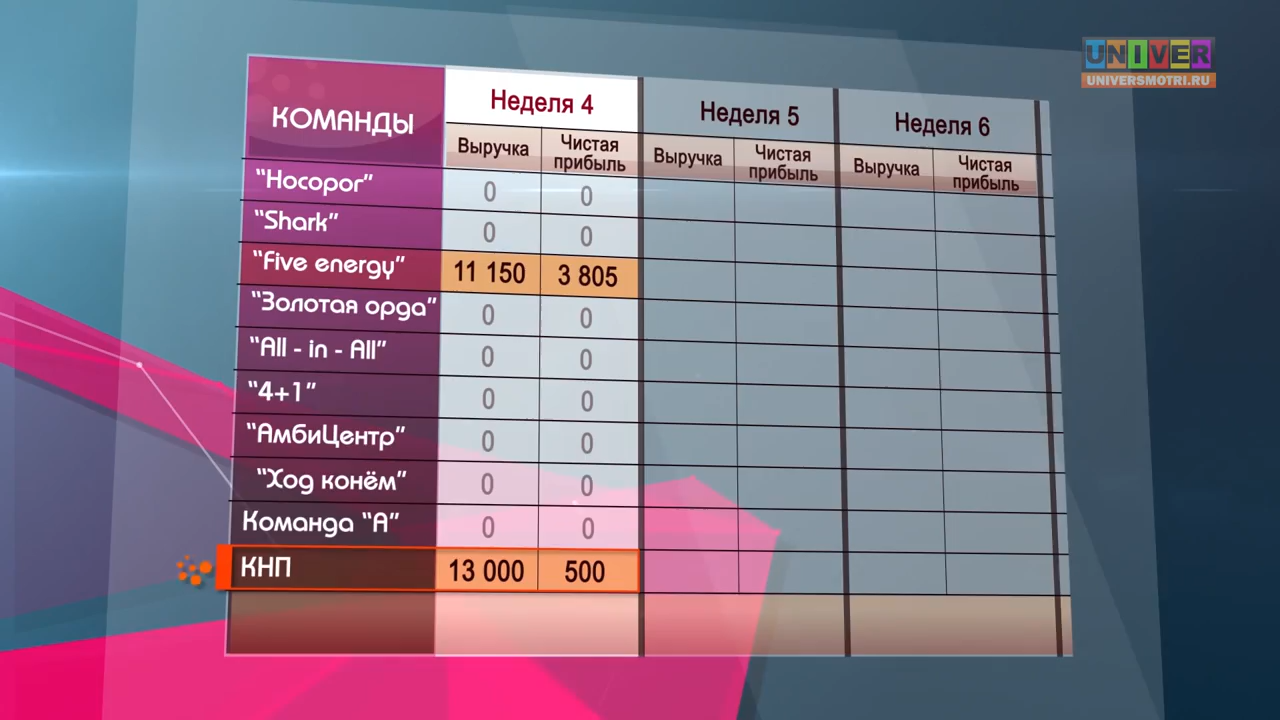 UNIVER
UNIVERSMOTRI.RU
КОМАНДЫ
Неделя 4
Неделя 5
Неделя 6
Выручка
Чистая прибыль
Выручка
Чистая прибыль
Выручка
Чистая прибыль
“Носорог” 0 0
“Shark” 0 0
“Five energy” 11 150 3 805
“Золотая орда” 0 0
“All - in - All” 0 0
“4+1” 0 0
“АмбиЦентр” 0 0
“Ход конём” 0 0
Команда “А” 0 0
КНП 13 000 500